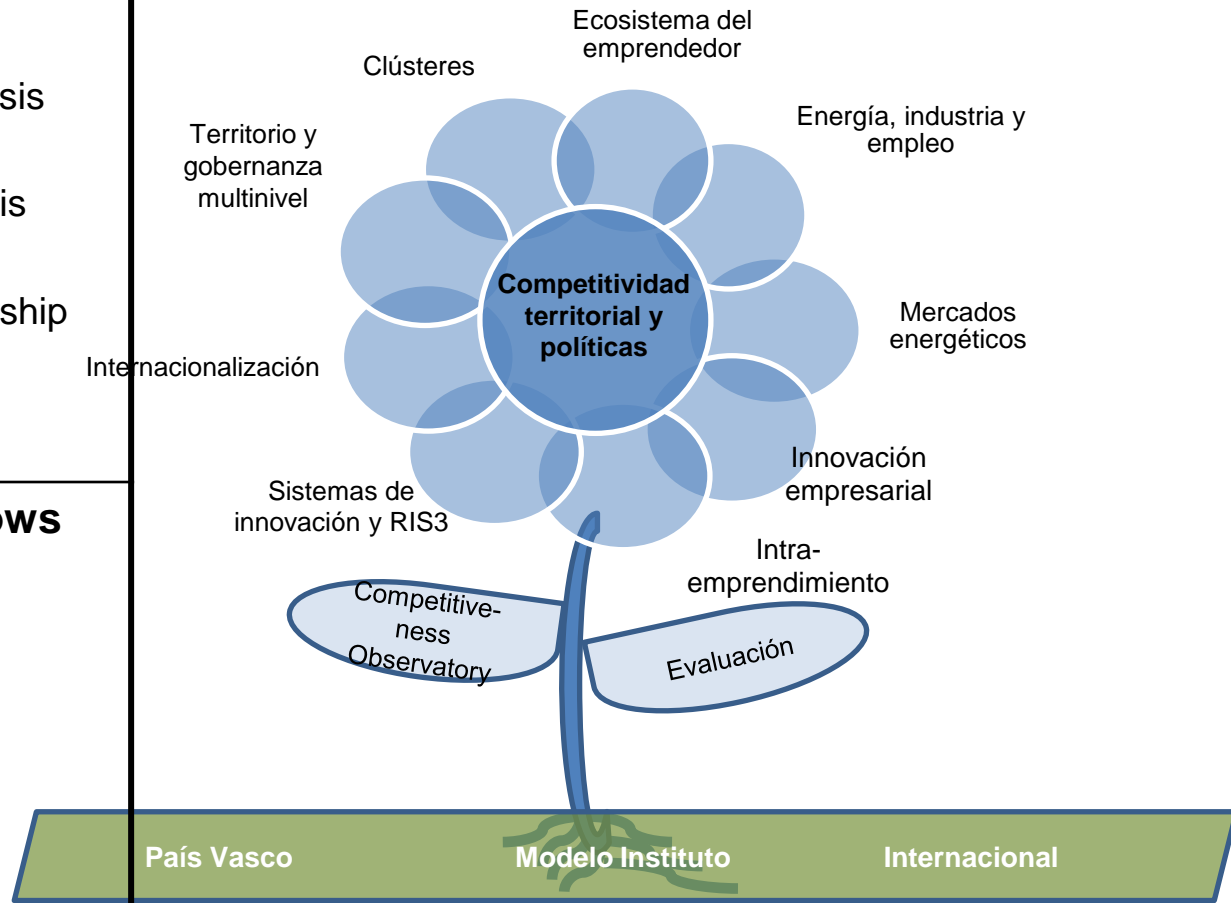 sis
is
ship
ows
Ecosistema del
emprendedor
Clústeres
Energía, industria y
empleo
Territorio y
gobernanza
multinivel
Competitividad
territorial y
políticas
Mercados
energéticos
Internacionalización
Innovación
empresarial
Sistemas de
innovación y RIS3
Intra-
emprendimiento
Competitive-
ness
Observatory
Evaluación
País Vasco
Modelo Instituto
Internacional